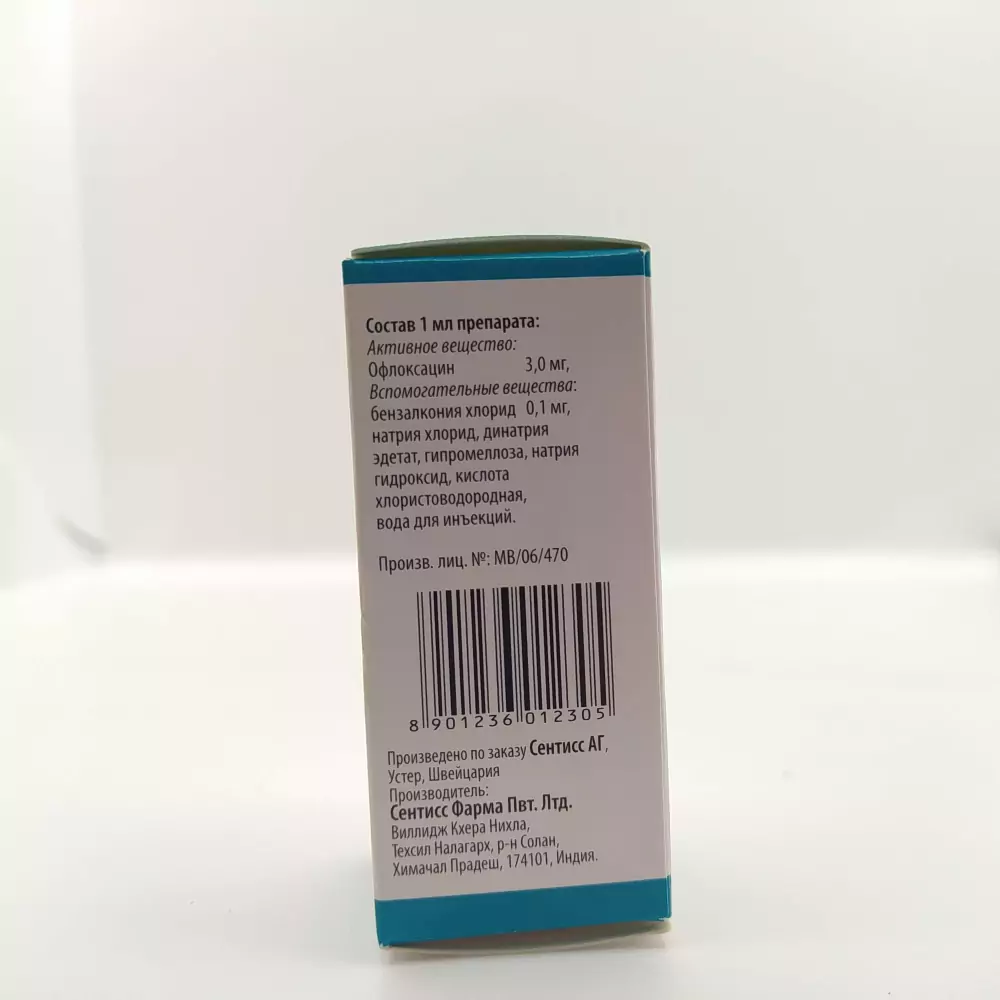 Состав 1 мл препарата:
Активное вещество:
Офлоксацин 3,0 мг,
Вспомогательные вещества:
бензалкония хлорид 0,1 мг,
натрия хлорид, динатрия
эдетат, гипромеллоза, натрия
гидроксид, кислота
хлористоводородная,
вода для инъекций.
Произв. лиц. №: MB/06/470
8 901236 012305
Произведено по заказу Сентисс АГ,
Устер, Швейцария
Производитель:
Сентисс Фарма Пвт. Лтд.
Виллидж Кхера Нихла,
Техсил Налагарх, р-н Солан,
Химачал Прадеш, 174101, Индия.